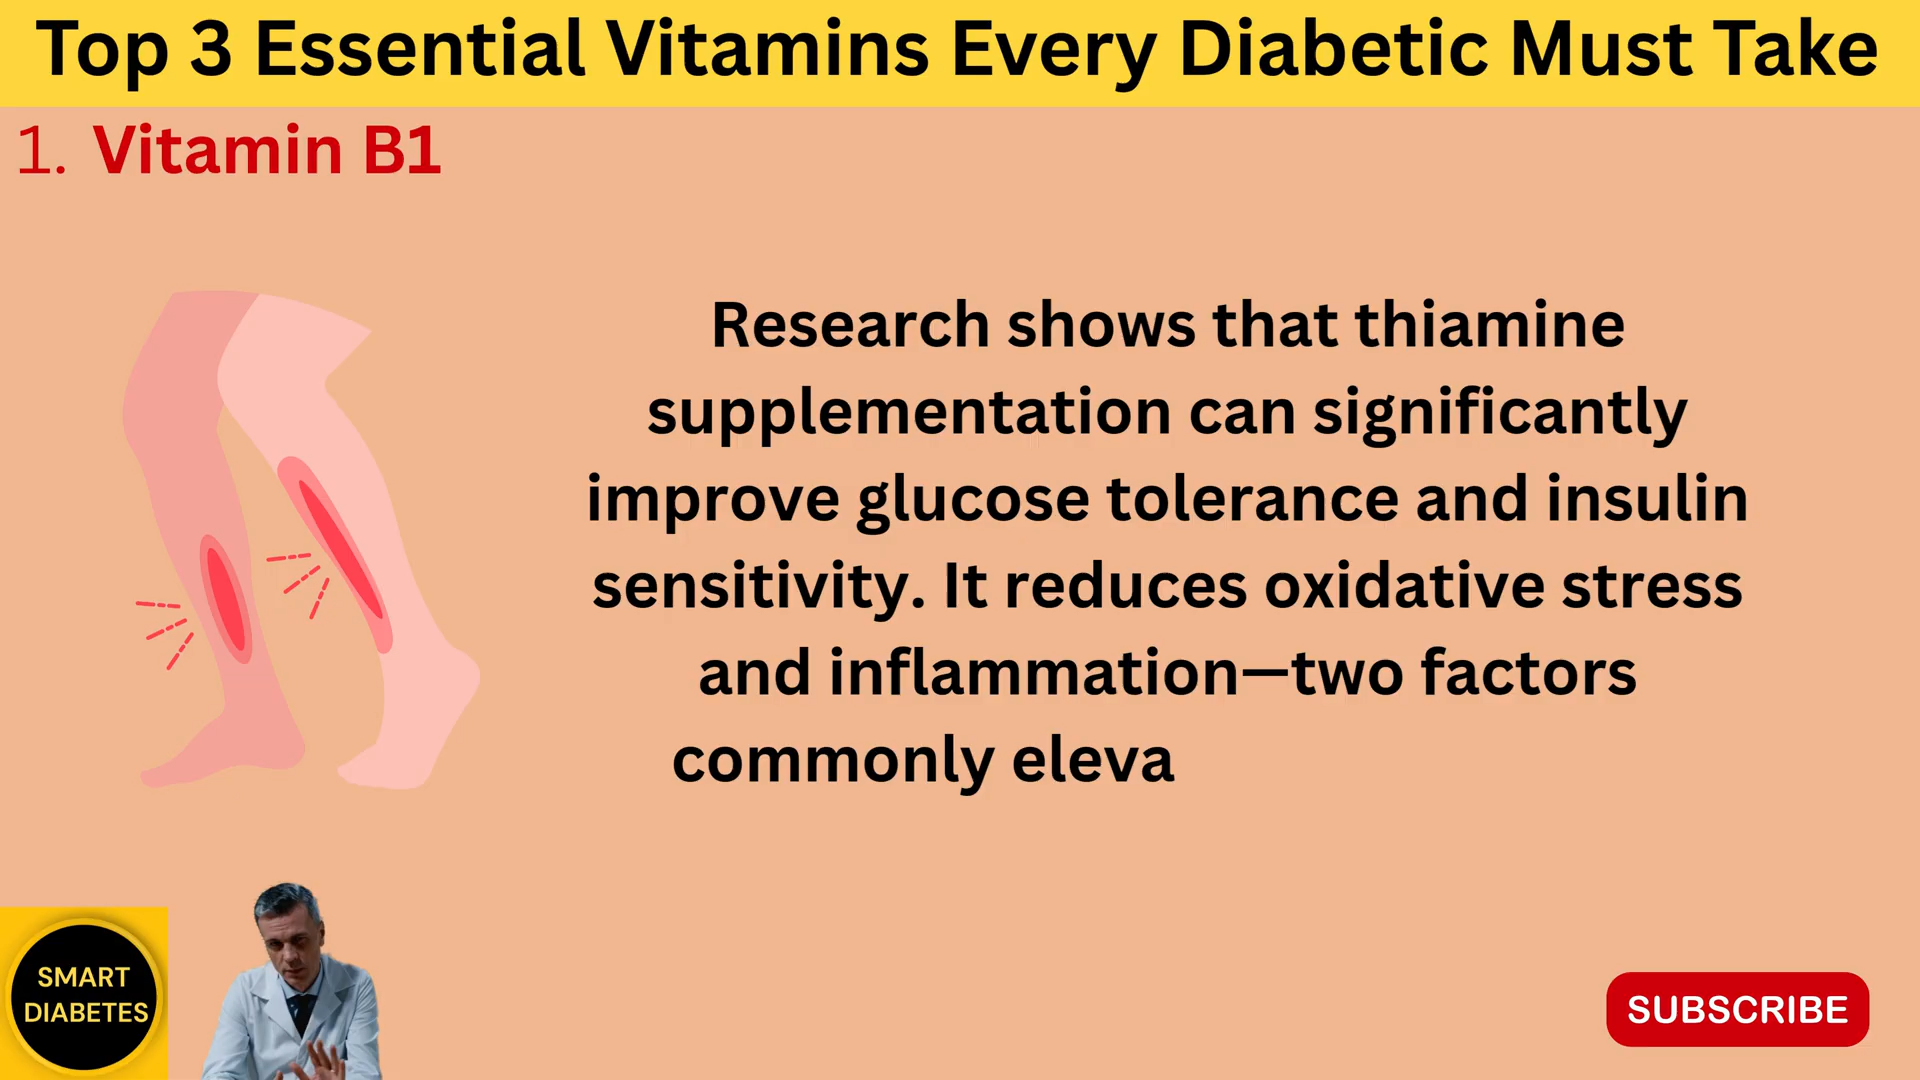 Top 3 Essential Vitamins Every Diabetic Must Take
1. Vitamin B1
Research shows that thiamine
supplementation can significantly
improve glucose tolerance and insulin
sensitivity. It reduces oxidative stress
and inflammation—two factors
commonly eleva
SMART
DIABETES
SUBSCRIBE